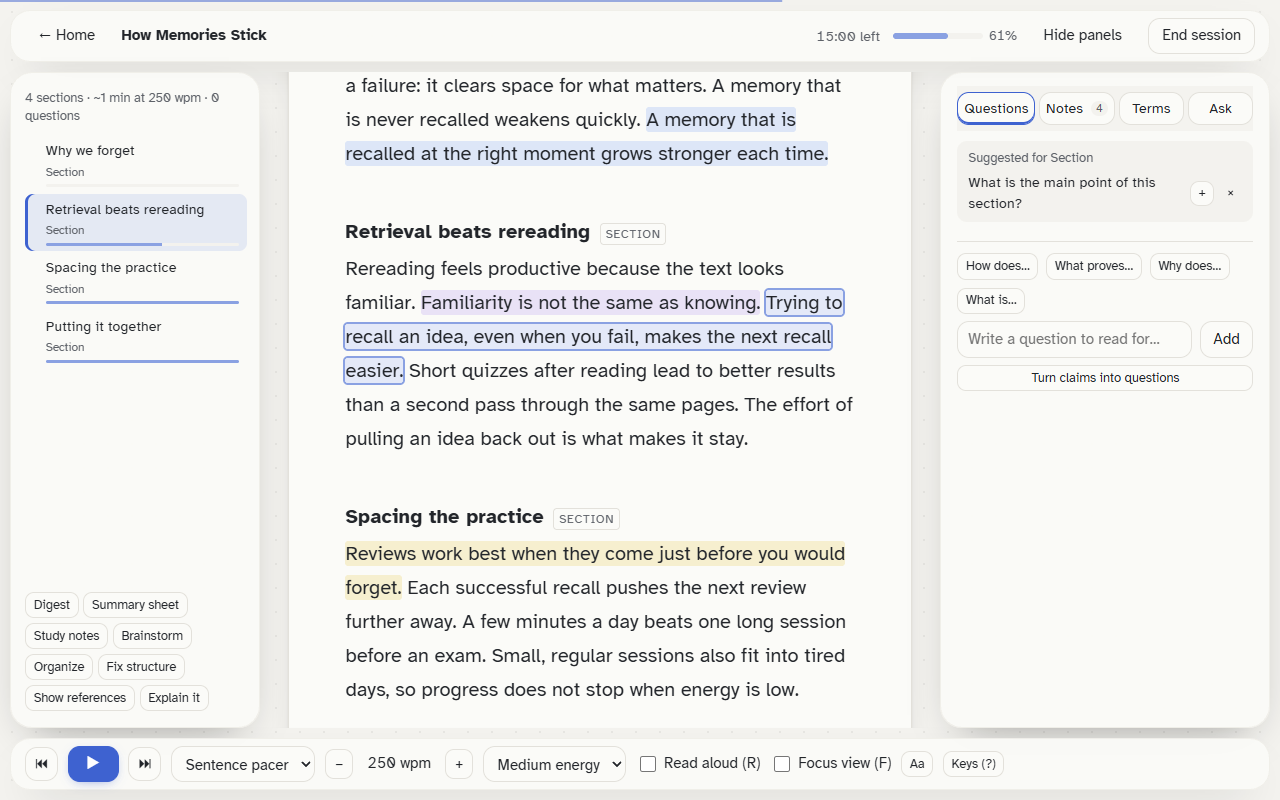 ← Home
How Memories Stick
15:00 left
61%
Hide panels
End session
4 sections · ~1 min at 250 wpm · 0
questions
Why we forget
Section
Retrieval beats rereading
Section
Spacing the practice
Section
Putting it together
Section
Digest
Summary sheet
Study notes
Brainstorm
Organize
Fix structure
Show references
Explain it
a failure: it clears space for what matters. A memory that
is never recalled weakens quickly. A memory that is
recalled at the right moment grows stronger each time.
Retrieval beats rereading SECTION
Rereading feels productive because the text looks
familiar. Familiarity is not the same as knowing. Trying to
recall an idea, even when you fail, makes the next recall
easier. Short quizzes after reading lead to better results
than a second pass through the same pages. The effort of
pulling an idea back out is what makes it stay.
Spacing the practice SECTION
Reviews work best when they come just before you would
forget. Each successful recall pushes the next review
further away. A few minutes a day beats one long session
before an exam. Small, regular sessions also fit into tired
days, so progress does not stop when energy is low.
Questions
Notes 4
Terms
Ask
Suggested for Section
What is the main point of this
section?
+
×
How does...
What proves...
Why does...
What is...
Write a question to read for...
Add
Turn claims into questions
Sentence pacer
−
250 wpm
+
Medium energy
Read aloud (R)
Focus view (F)
Aa
Keys (?)